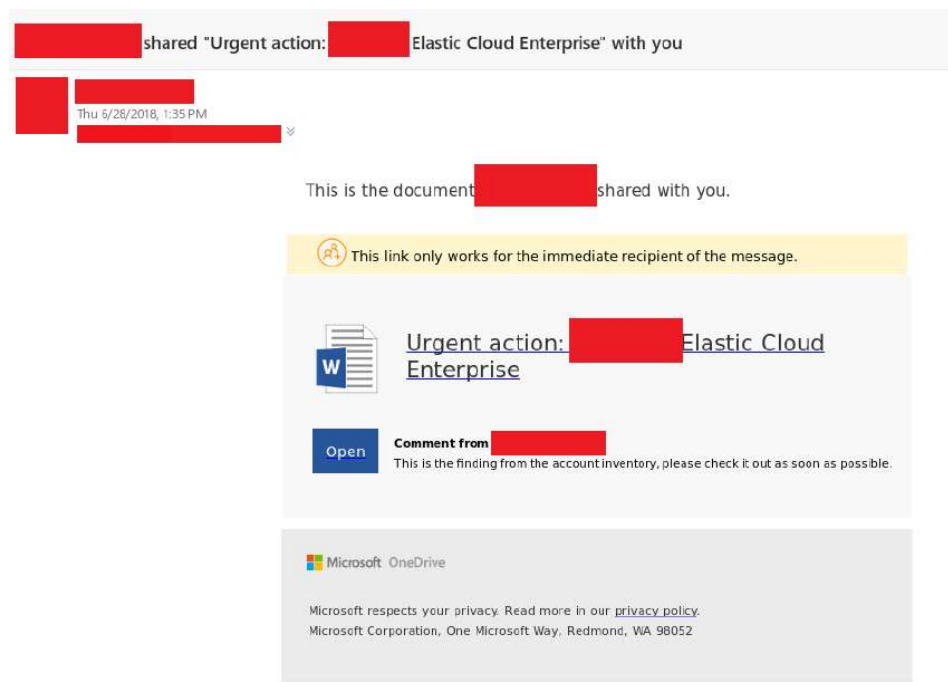 shared "Urgent action: Elastic Cloud Enterprise" with you
Thu 6/28/2018, 1:35 PM
This is the document shared with you.
This link only works for the immediate recipient of the message.
W
Urgent action: Elastic Cloud
Enterprise
Open
Comment from
This is the finding from the account inventory, please check it out as soon as possible.
Microsoft OneDrive
Microsoft respects your privacy. Read more in our privacy policy.
Microsoft Corporation, One Microsoft Way, Redmond, WA 98052